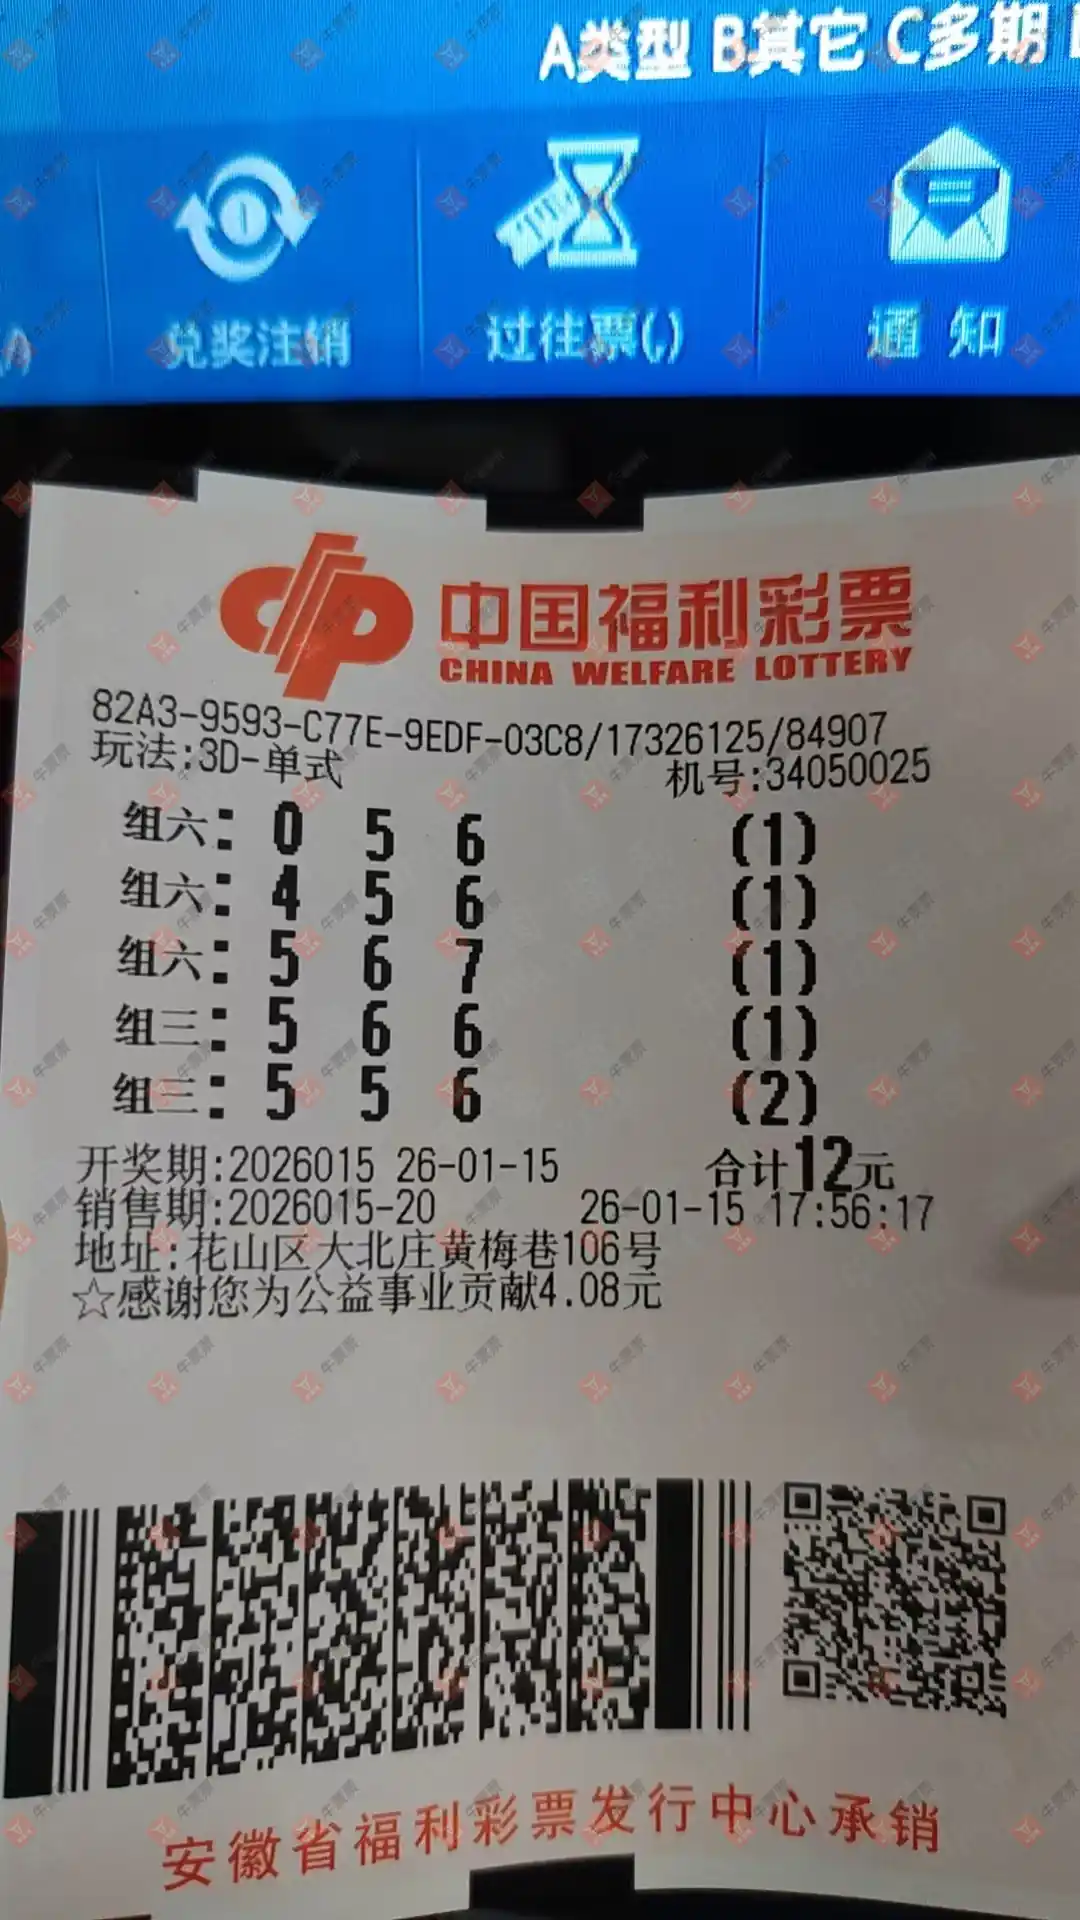 A类型 B其它 C多期
兑奖注销
过往票(,)
通 知
中国福利彩票
CHINA WELFARE LOTTERY
82A3-9593-C77E-9EDF-03C8/17326125/84907
玩法:3D-单式 机号:34050025
组六: 0 5 6 (1)
组六: 4 5 6 (1)
组六: 5 6 7 (1)
组三: 5 6 6 (1)
组三: 5 5 6 (2)
开奖期:2026015 26-01-15 合计12元
销售期:2026015-20 26-01-15 17:56:17
地址:花山区大北庄黄梅巷106号
☆感谢您为公益事业贡献4.08元
安徽省福利彩票发行中心承销